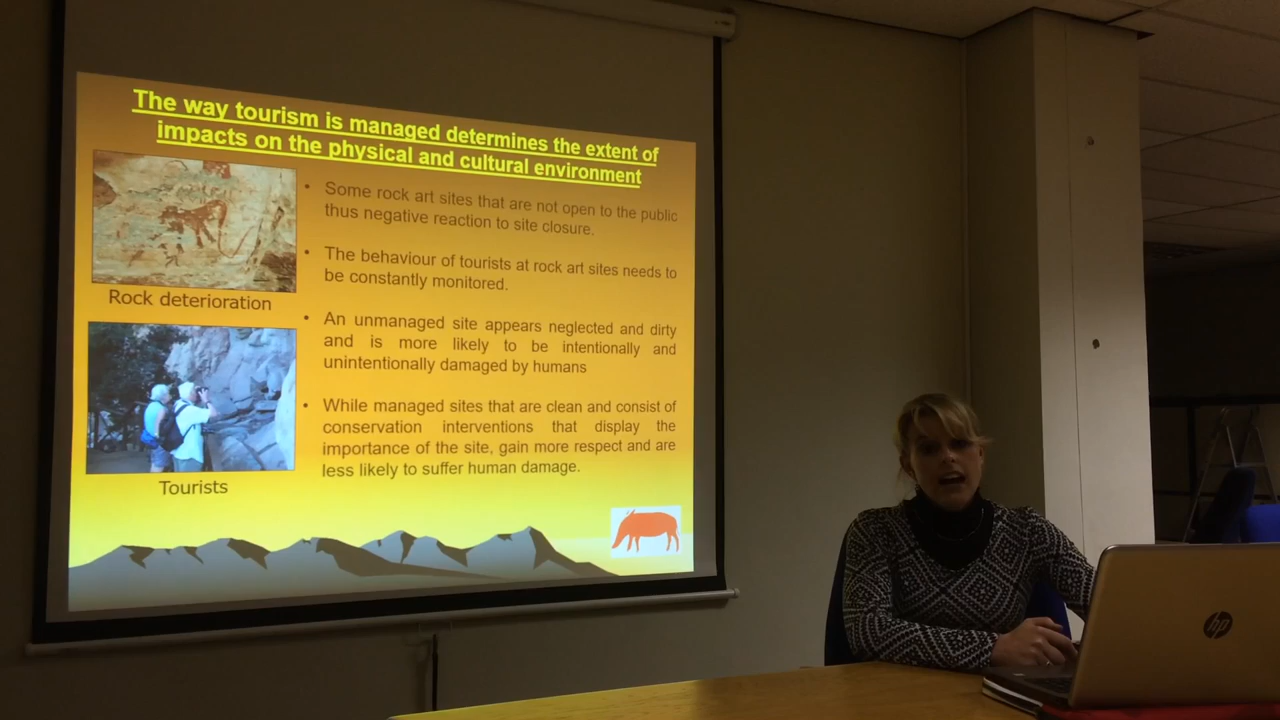 The way tourism is managed determines the extent of
impacts on the physical and cultural environment
Rock deterioration
Tourists
• Some rock art sites that are not open to the public
thus negative reaction to site closure.
• The behaviour of tourists at rock art sites needs to
be constantly monitored.
• An unmanaged site appears neglected and dirty
and is more likely to be intentionally and
unintentionally damaged by humans
• While managed sites that are clean and consist of
conservation interventions that display the
importance of the site, gain more respect and are
less likely to suffer human damage.
hp